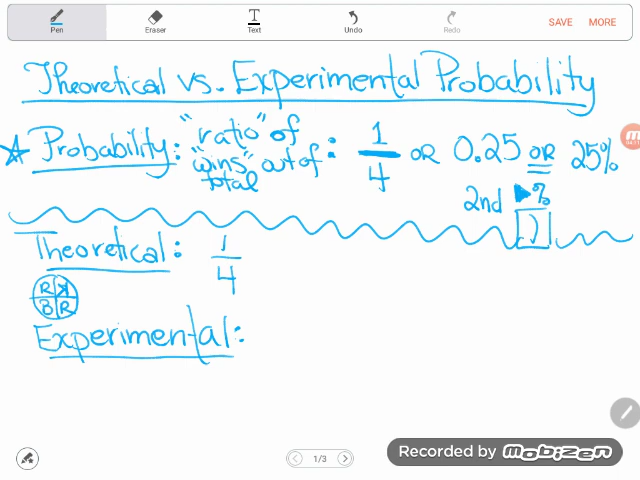 Pen Eraser Text Undo Redo SAVE MORE
Theoretical vs. Experimental Probability
Probability: "ratio" of "wins" out of total : 1/4 OR 0.25 OR 25%
2nd ▶% )
Theoretical: 1/4
R Y
B R
Experimental:
1/3
Recorded by mobizen